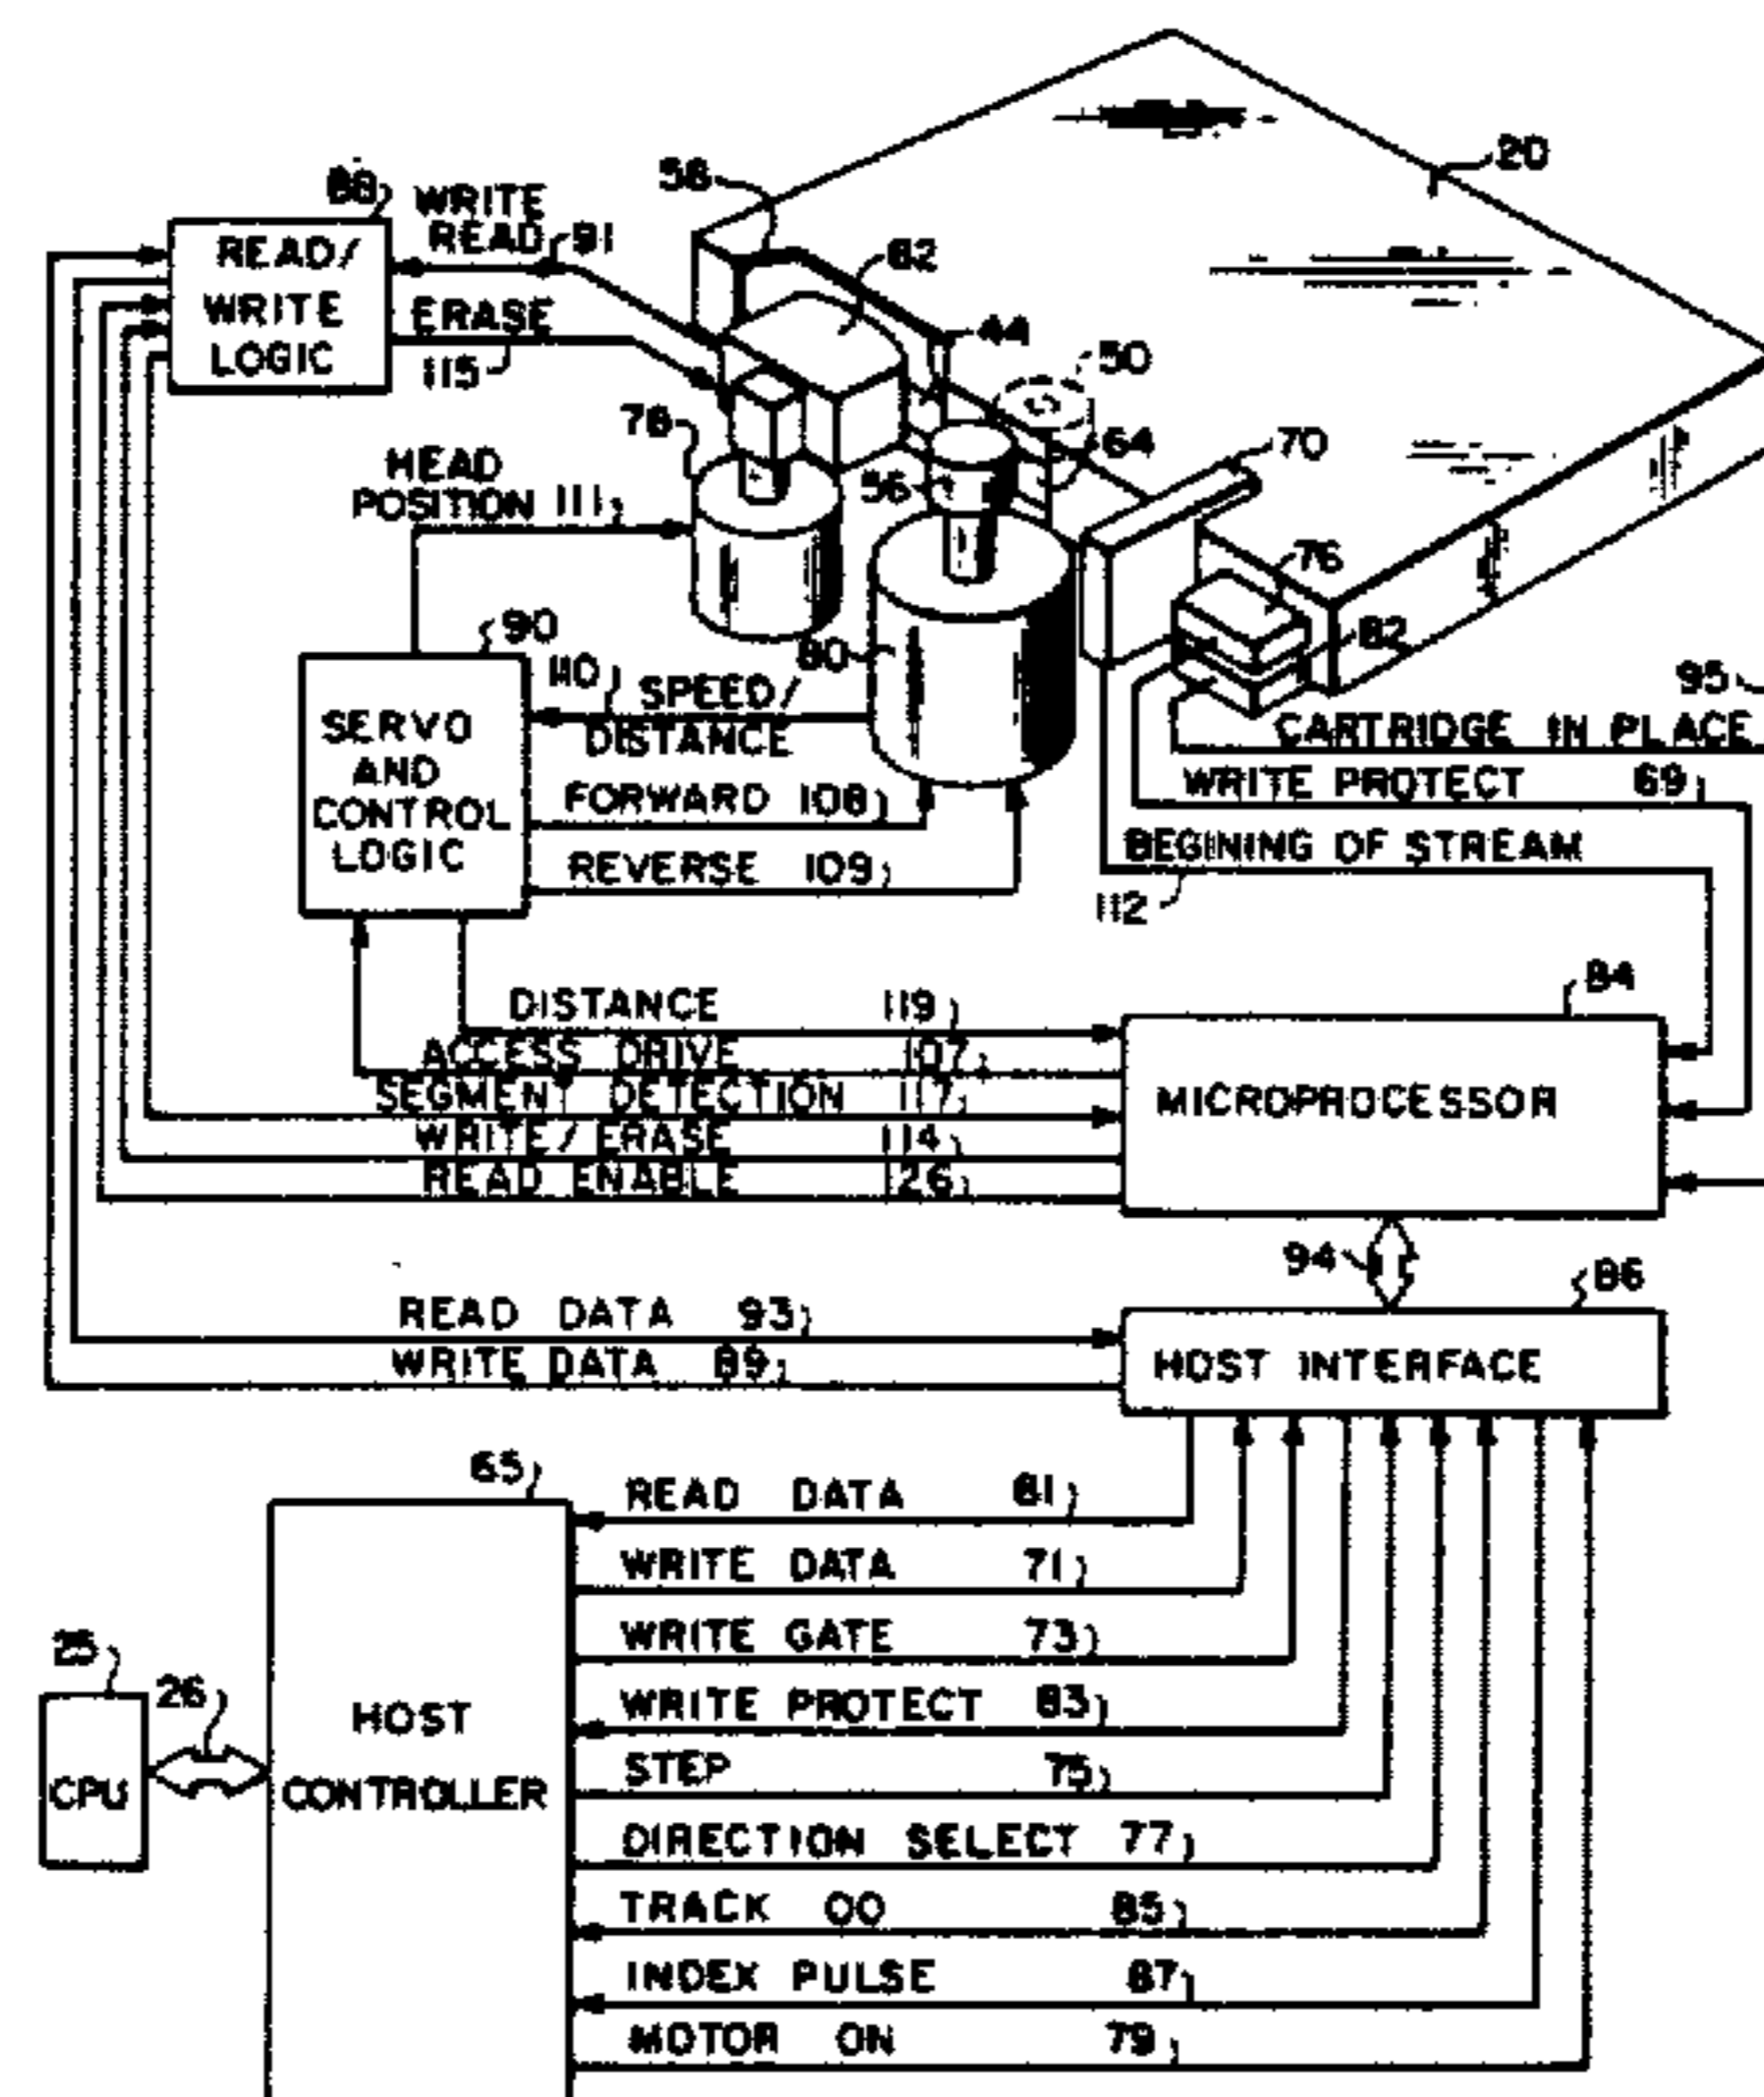 20
58
88
WRITE
READ 91
62
READ/
WRITE
LOGIC
ERASE
115
44
50
78
64
70
HEAD
POSITION 111
56
76
90
82
80
110
SPEED/
DISTANCE
95
SERVO
AND
CONTROL
LOGIC
CARTRIDGE IN PLACE
WRITE PROTECT 69
FORWARD 108
BEGINING OF STREAM
REVERSE 109
112
84
DISTANCE 119
ACCESS DRIVE 107
SEGMENT DETECTION 117
MICROPROCESSOR
WRITE/ERASE 114
READ ENABLE 126
94
86
READ DATA 93
WRITE DATA 89
HOST INTERFACE
65
READ DATA 81
WRITE DATA 71
WRITE GATE 73
25
26
WRITE PROTECT 83
HOST
CONTROLLER
CPU
STEP 75
DIRECTION SELECT 77
TRACK 00 85
INDEX PULSE 87
MOTOR ON 79